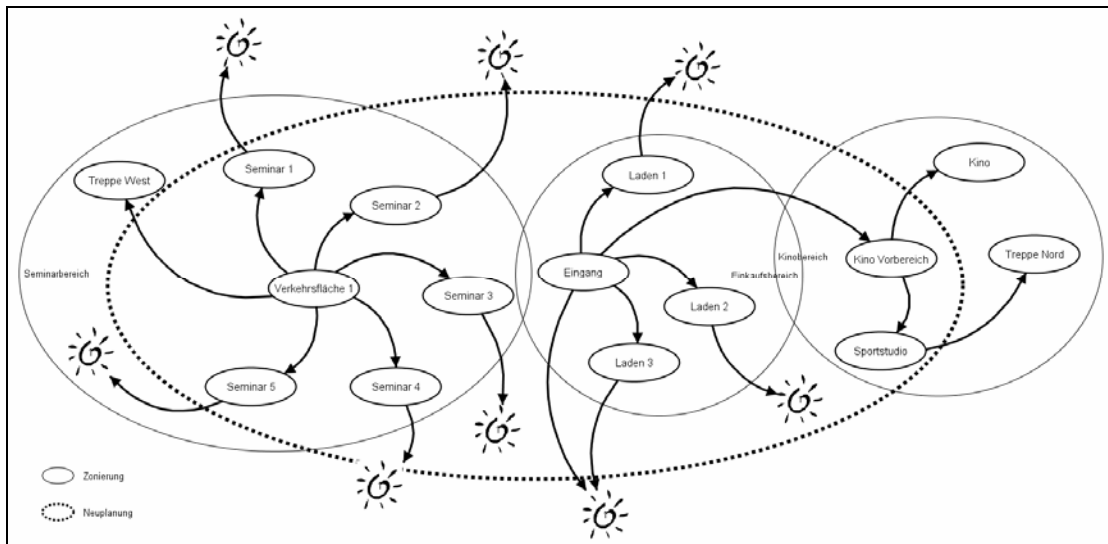 Treppe West
Seminar 1
Seminar 2
Laden 1
Kino
Seminarbereich
Verkehrsfläche 1
Seminar 3
Eingang
Laden 2
Einkaufsbereich
Kinobereich
Kino Vorbereich
Treppe Nord
Seminar 5
Seminar 4
Laden 3
Sportstudio
Zonierung
Neuplanung